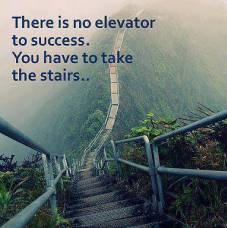 There is no elevator
to success.
You have to take
the stairs..